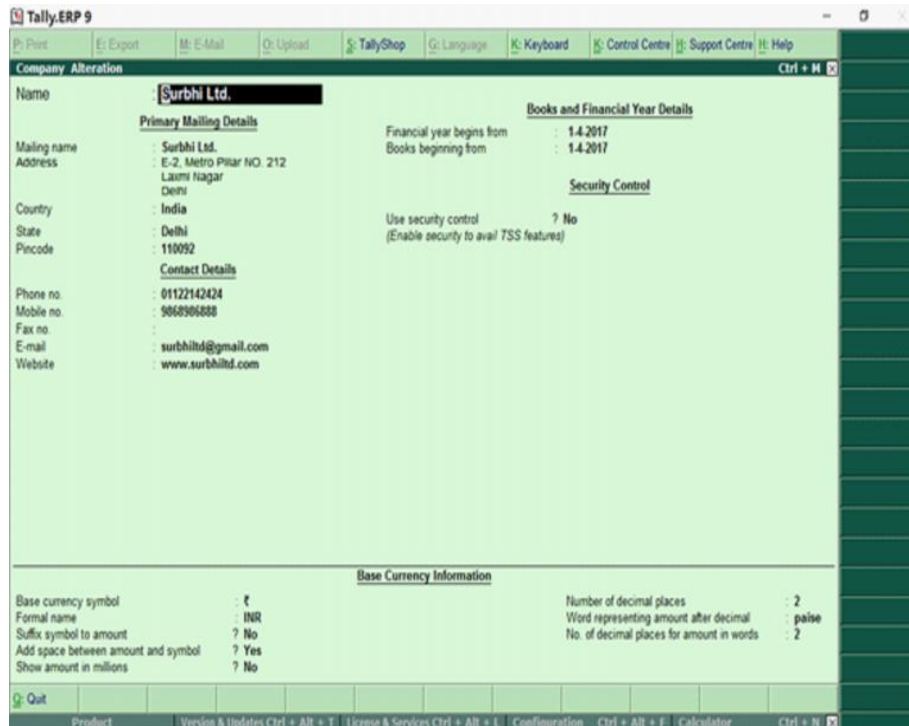 Tally.ERP 9
P: Print E: Export M: E-Mail O: Upload S: TallyShop G: Language K: Keyboard K: Control Centre H: Support Centre H: Help
Company Alteration Ctrl + M
Name : Surbhi Ltd.
Primary Mailing Details
Mailing name : Surbhi Ltd.
Address : E-2, Metro Pillar NO. 212
Laxmi Nagar
Delhi
Country : India
State : Delhi
Pincode : 110092
Contact Details
Phone no. : 01122142424
Mobile no. : 9868986888
Fax no. :
E-mail : surbhiltd@gmail.com
Website : www.surbhiltd.com
Books and Financial Year Details
Financial year begins from : 1-4-2017
Books beginning from : 1-4-2017
Security Control
Use security control ? No
(Enable security to avail TSS features)
Base Currency Information
Base currency symbol : ₹
Formal name : INR
Suffix symbol to amount ? No
Add space between amount and symbol ? Yes
Show amount in millions ? No
Number of decimal places : 2
Word representing amount after decimal : paise
No. of decimal places for amount in words : 2
Q: Quit
Product Version & Updates Ctrl + Alt + T License & Services Ctrl + Alt + L Configuration Ctrl + Alt + F Calculator Ctrl + N